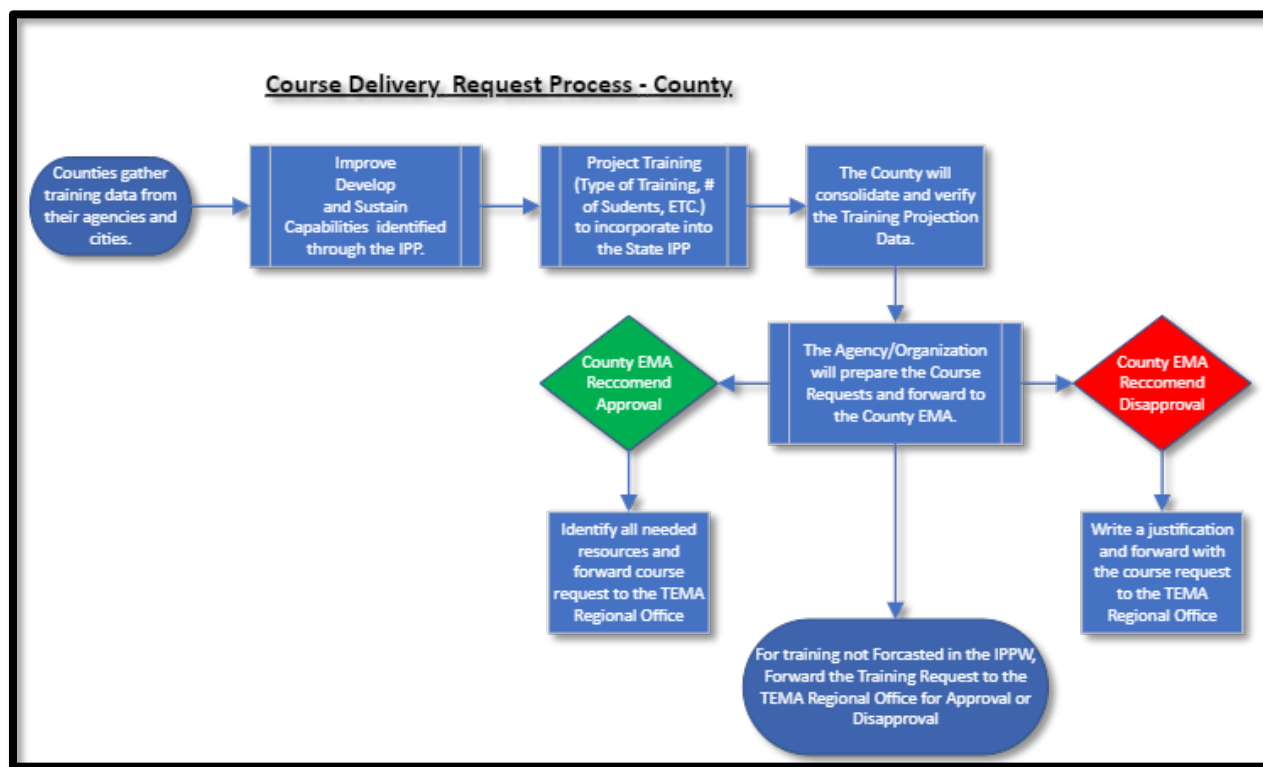 Course Delivery Request Process - County
Counties gather
training data from
their agencies and
cities.
Improve
Develop
and Sustain
Capabilities identified
through the IPP.
Project Training
(Type of Training, #
of Sudents, ETC.)
to incorporate into
the State IPP
The County will
consolidate and verify
the Training Projection
Data.
County EMA
Reccomend
Approval
The Agency/Organization
will prepare the Course
Requests and forward to
the County EMA.
County EMA
Reccomend
Disapproval
Identify all needed
resources and
forward course
request to the TEMA
Regional Office
Write a justification
and forward with
the course request
to the TEMA
Regional Office
For training not Forcasted in the IPPW,
Forward the Training Request to the
TEMA Regional Office for Approval or
Disapproval